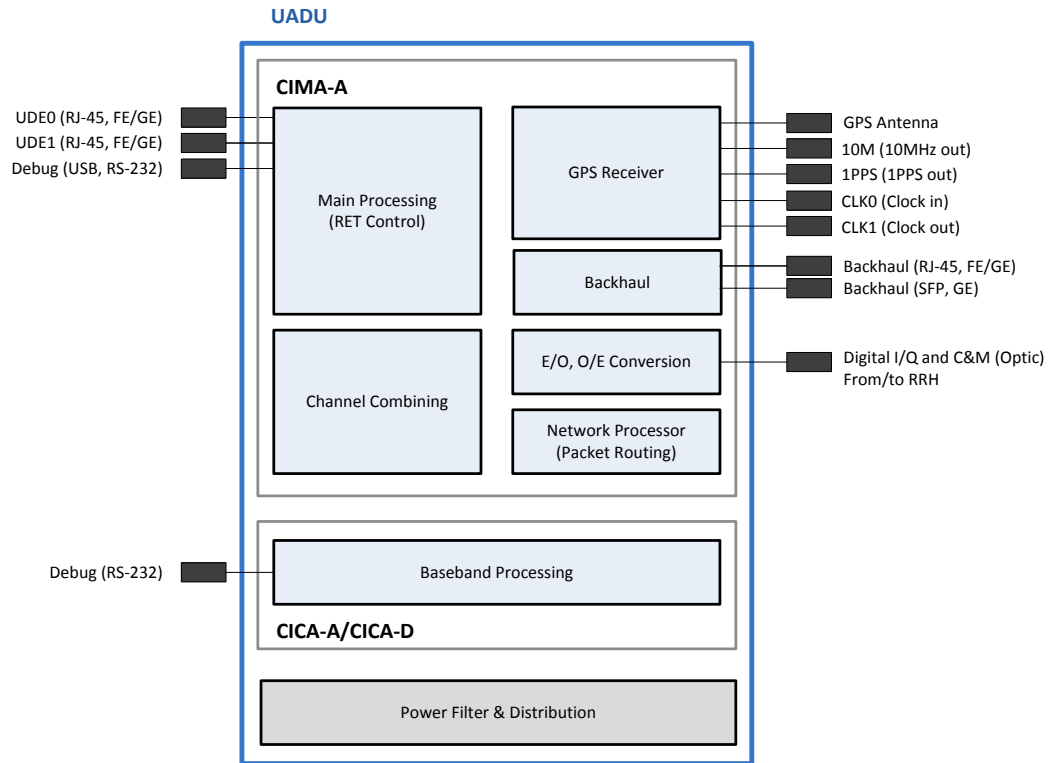 UADU
CIMA-A
UDE0 (RJ-45, FE/GE)
UDE1 (RJ-45, FE/GE)
Debug (USB, RS-232)
Main Processing
(RET Control)
GPS Receiver
GPS Antenna
10M (10MHz out)
1PPS (1PPS out)
CLK0 (Clock in)
CLK1 (Clock out)
Backhaul
Backhaul (RJ-45, FE/GE)
Backhaul (SFP, GE)
Channel Combining
E/O, O/E Conversion
Digital I/Q and C&M (Optic)
From/to RRH
Network Processor
(Packet Routing)
Debug (RS-232)
Baseband Processing
CICA-A/CICA-D
Power Filter & Distribution